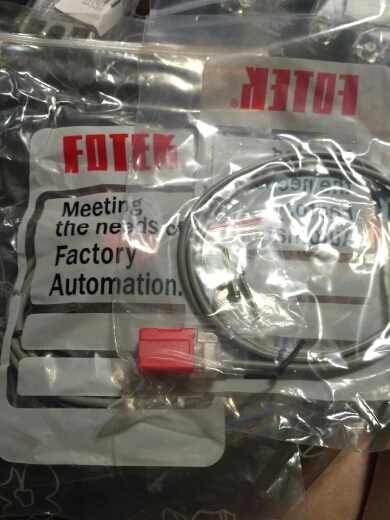 FOTEK®
FOTEK
Meeting
the needs of
Factory
Automation.